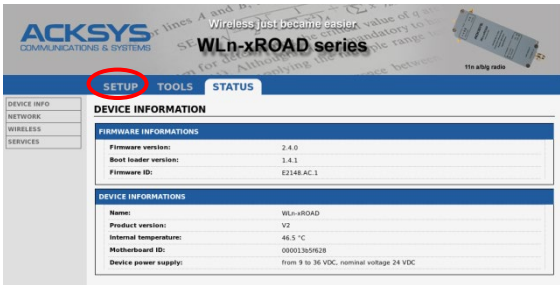 ACKSYS
COMMUNICATIONS & SYSTEMS
Wireless just became easier
WLn-xROAD series
11n a/b/g radio
SETUP TOOLS STATUS
DEVICE INFO
NETWORK
WIRELESS
SERVICES
DEVICE INFORMATION
FIRMWARE INFORMATIONS
Firmware version: 2.4.0
Boot loader version: 1.4.1
Firmware ID: E2148.AC.1
DEVICE INFORMATIONS
Name: WLn-xROAD
Product version: V2
Internal temperature: 46.5 °C
Motherboard ID: 000013b5f628
Device power supply: from 9 to 36 VDC, nominal voltage 24 VDC